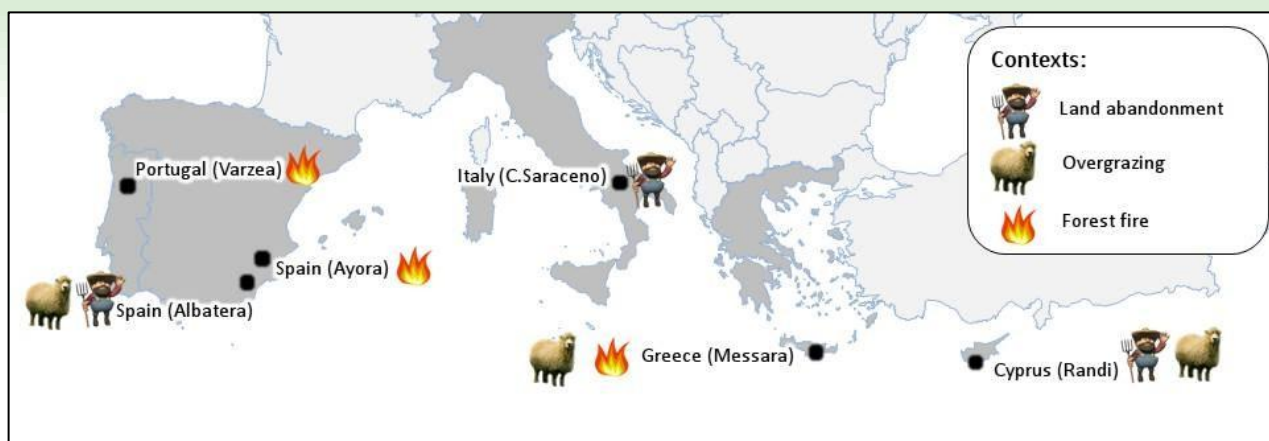 Contexts:
Land abandonment
Overgrazing
Forest fire
Portugal (Varzea)
Italy (C.Saraceno)
Spain (Ayora)
Spain (Albatera)
Greece (Messara)
Cyprus (Randi)